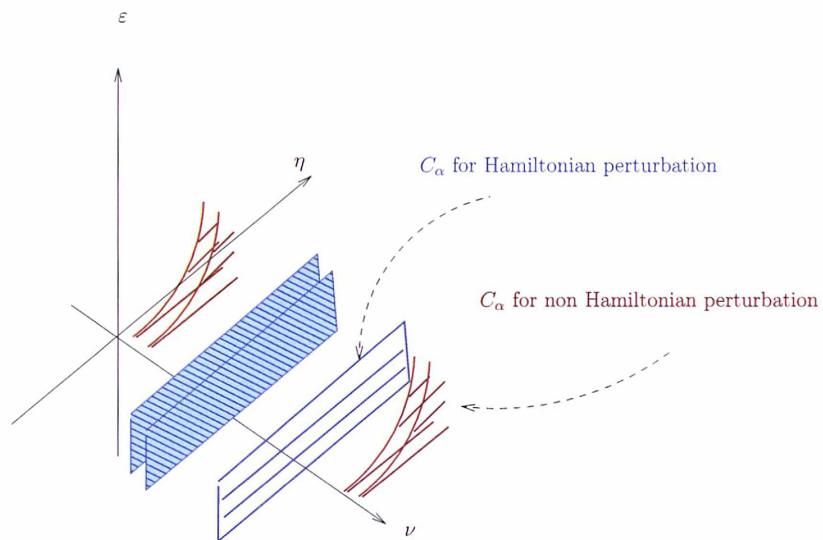 ε
η
C_α for Hamiltonian perturbation
C_α for non Hamiltonian perturbation
ν